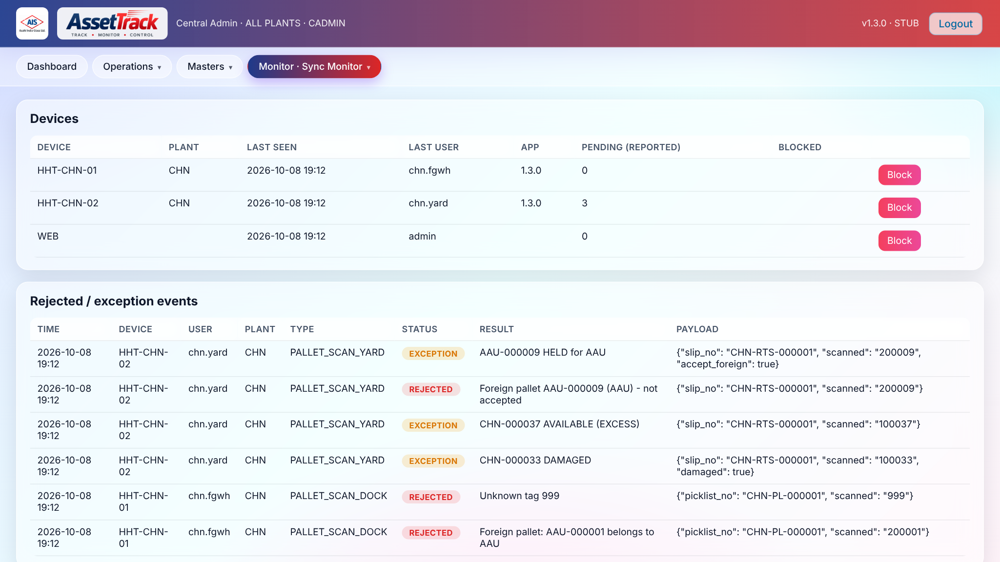 AIS
Asahi India Glass Ltd.
AssetTrack
TRACK • MONITOR • CONTROL
Central Admin · ALL PLANTS · CADMIN
v1.3.0 · STUB
Logout
Dashboard
Operations ▾
Masters ▾
Monitor · Sync Monitor ▾
Devices
DEVICE PLANT LAST SEEN LAST USER APP PENDING (REPORTED) BLOCKED
HHT-CHN-01 CHN 2026-10-08 19:12 chn.fgwh 1.3.0 0 Block
HHT-CHN-02 CHN 2026-10-08 19:12 chn.yard 1.3.0 3 Block
WEB 2026-10-08 19:12 admin 0 Block
Rejected / exception events
TIME DEVICE USER PLANT TYPE STATUS RESULT PAYLOAD
2026-10-08 HHT-CHN- chn.yard CHN PALLET_SCAN_YARD EXCEPTION AAU-000009 HELD for AAU {"slip_no": "CHN-RTS-000001", "scanned": "200009",
19:12 02 "accept_foreign": true}
2026-10-08 HHT-CHN- chn.yard CHN PALLET_SCAN_YARD REJECTED Foreign pallet AAU-000009 (AAU) - not {"slip_no": "CHN-RTS-000001", "scanned": "200009"}
19:12 02 accepted
2026-10-08 HHT-CHN- chn.yard CHN PALLET_SCAN_YARD EXCEPTION CHN-000037 AVAILABLE (EXCESS) {"slip_no": "CHN-RTS-000001", "scanned": "100037"}
19:12 02
2026-10-08 HHT-CHN- chn.yard CHN PALLET_SCAN_YARD EXCEPTION CHN-000033 DAMAGED {"slip_no": "CHN-RTS-000001", "scanned": "100033",
19:12 02 "damaged": true}
2026-10-08 HHT-CHN- chn.fgwh CHN PALLET_SCAN_DOCK REJECTED Unknown tag 999 {"picklist_no": "CHN-PL-000001", "scanned": "999"}
19:12 01
2026-10-08 HHT-CHN- chn.fgwh CHN PALLET_SCAN_DOCK REJECTED Foreign pallet: AAU-000001 belongs to {"picklist_no": "CHN-PL-000001", "scanned": "200001"}
19:12 01 AAU